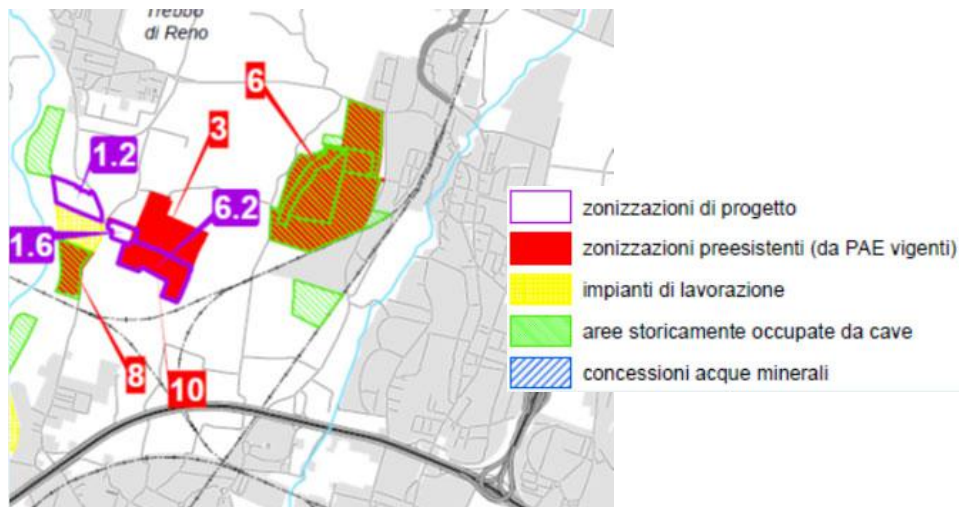 Trebbo
di Reno
6
3
1.2
6.2
1.6
8
10
zonizzazioni di progetto
zonizzazioni preesistenti (da PAE vigenti)
impianti di lavorazione
aree storicamente occupate da cave
concessioni acque minerali